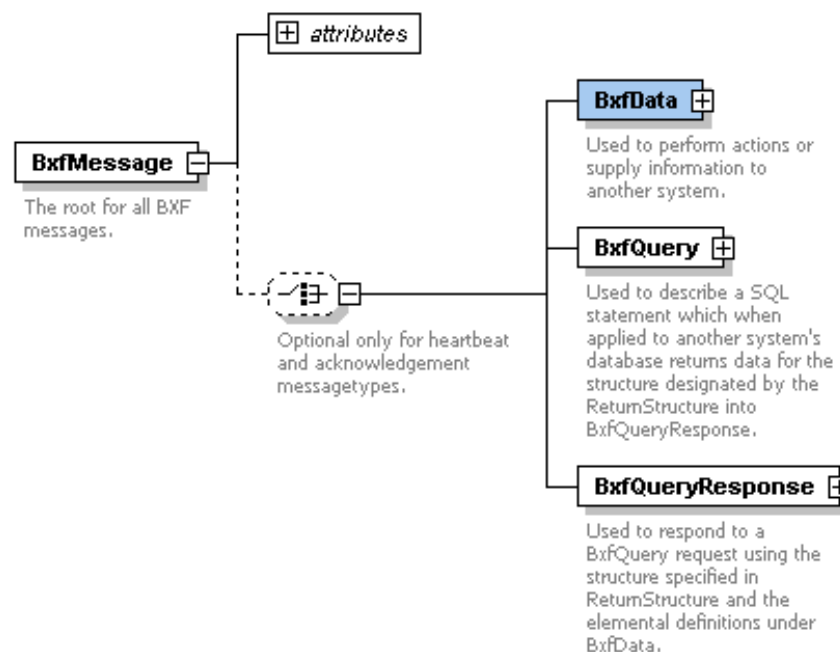 attributes
BxfMessage
The root for all BXF
messages.
Optional only for heartbeat
and acknowledgement
messagetypes.
BxfData
Used to perform actions or
supply information to
another system.
BxfQuery
Used to describe a SQL
statement which when
applied to another system's
database returns data for the
structure designated by the
ReturnStructure into
BxfQueryResponse.
BxfQueryResponse
Used to respond to a
BxfQuery request using the
structure specified in
ReturnStructure and the
elemental definitions under
BxfData.